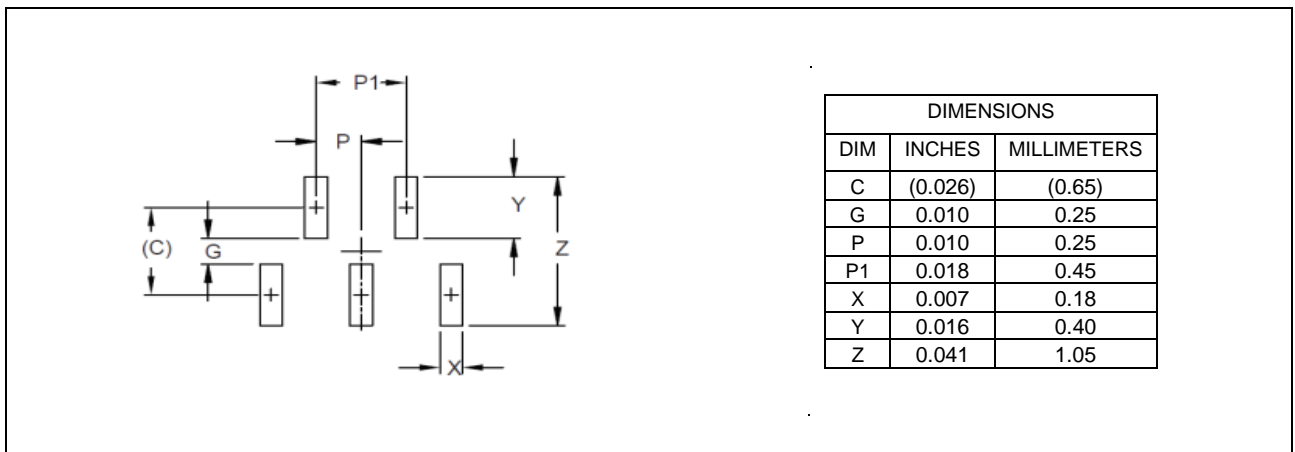 P1
P
Y
(C)
G
Z
X
DIMENSIONS
DIM INCHES MILLIMETERS
C (0.026) (0.65)
G 0.010 0.25
P 0.010 0.25
P1 0.018 0.45
X 0.007 0.18
Y 0.016 0.40
Z 0.041 1.05